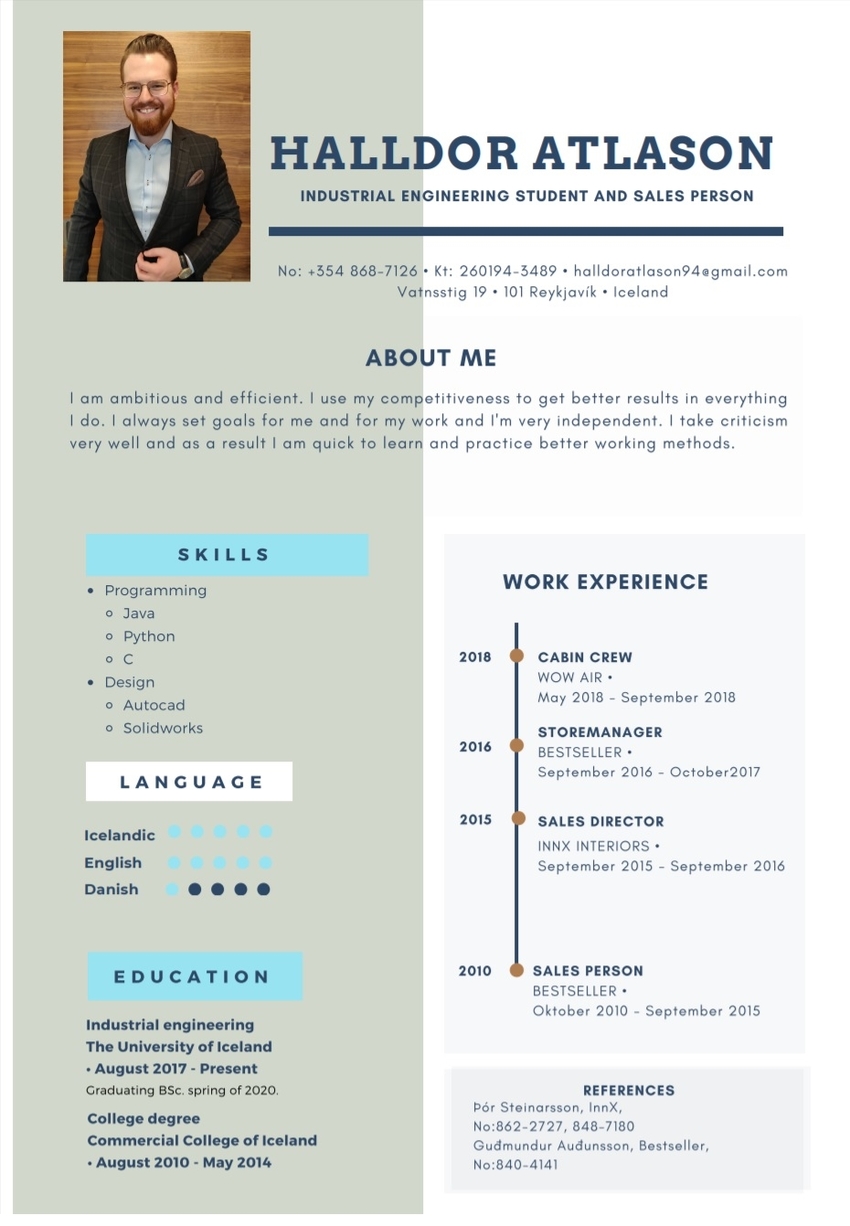 HALLDOR ATLASON
INDUSTRIAL ENGINEERING STUDENT AND SALES PERSON
No: +354 868-7126 • Kt: 260194-3489 • halldoratlason94@gmail.com
Vatnsstig 19 • 101 Reykjavík • Iceland
ABOUT ME
I am ambitious and efficient. I use my competitiveness to get better results in everything
I do. I always set goals for me and for my work and I'm very independent. I take criticism
very well and as a result I am quick to learn and practice better working methods.
SKILLS
• Programming
○ Java
○ Python
○ C
• Design
○ Autocad
○ Solidworks
LANGUAGE
Icelandic
English
Danish
EDUCATION
Industrial engineering
The University of Iceland
• August 2017 - Present
Graduating BSc. spring of 2020.
College degree
Commercial College of Iceland
• August 2010 - May 2014
WORK EXPERIENCE
2018 CABIN CREW
WOW AIR •
May 2018 - September 2018
STOREMANAGER
2016 BESTSELLER •
September 2016 - October2017
2015 SALES DIRECTOR
INNX INTERIORS •
September 2015 - September 2016
2010 SALES PERSON
BESTSELLER •
Oktober 2010 - September 2015
REFERENCES
Þór Steinarsson, InnX,
No:862-2727, 848-7180
Guðmundur Auðunsson, Bestseller,
No:840-4141